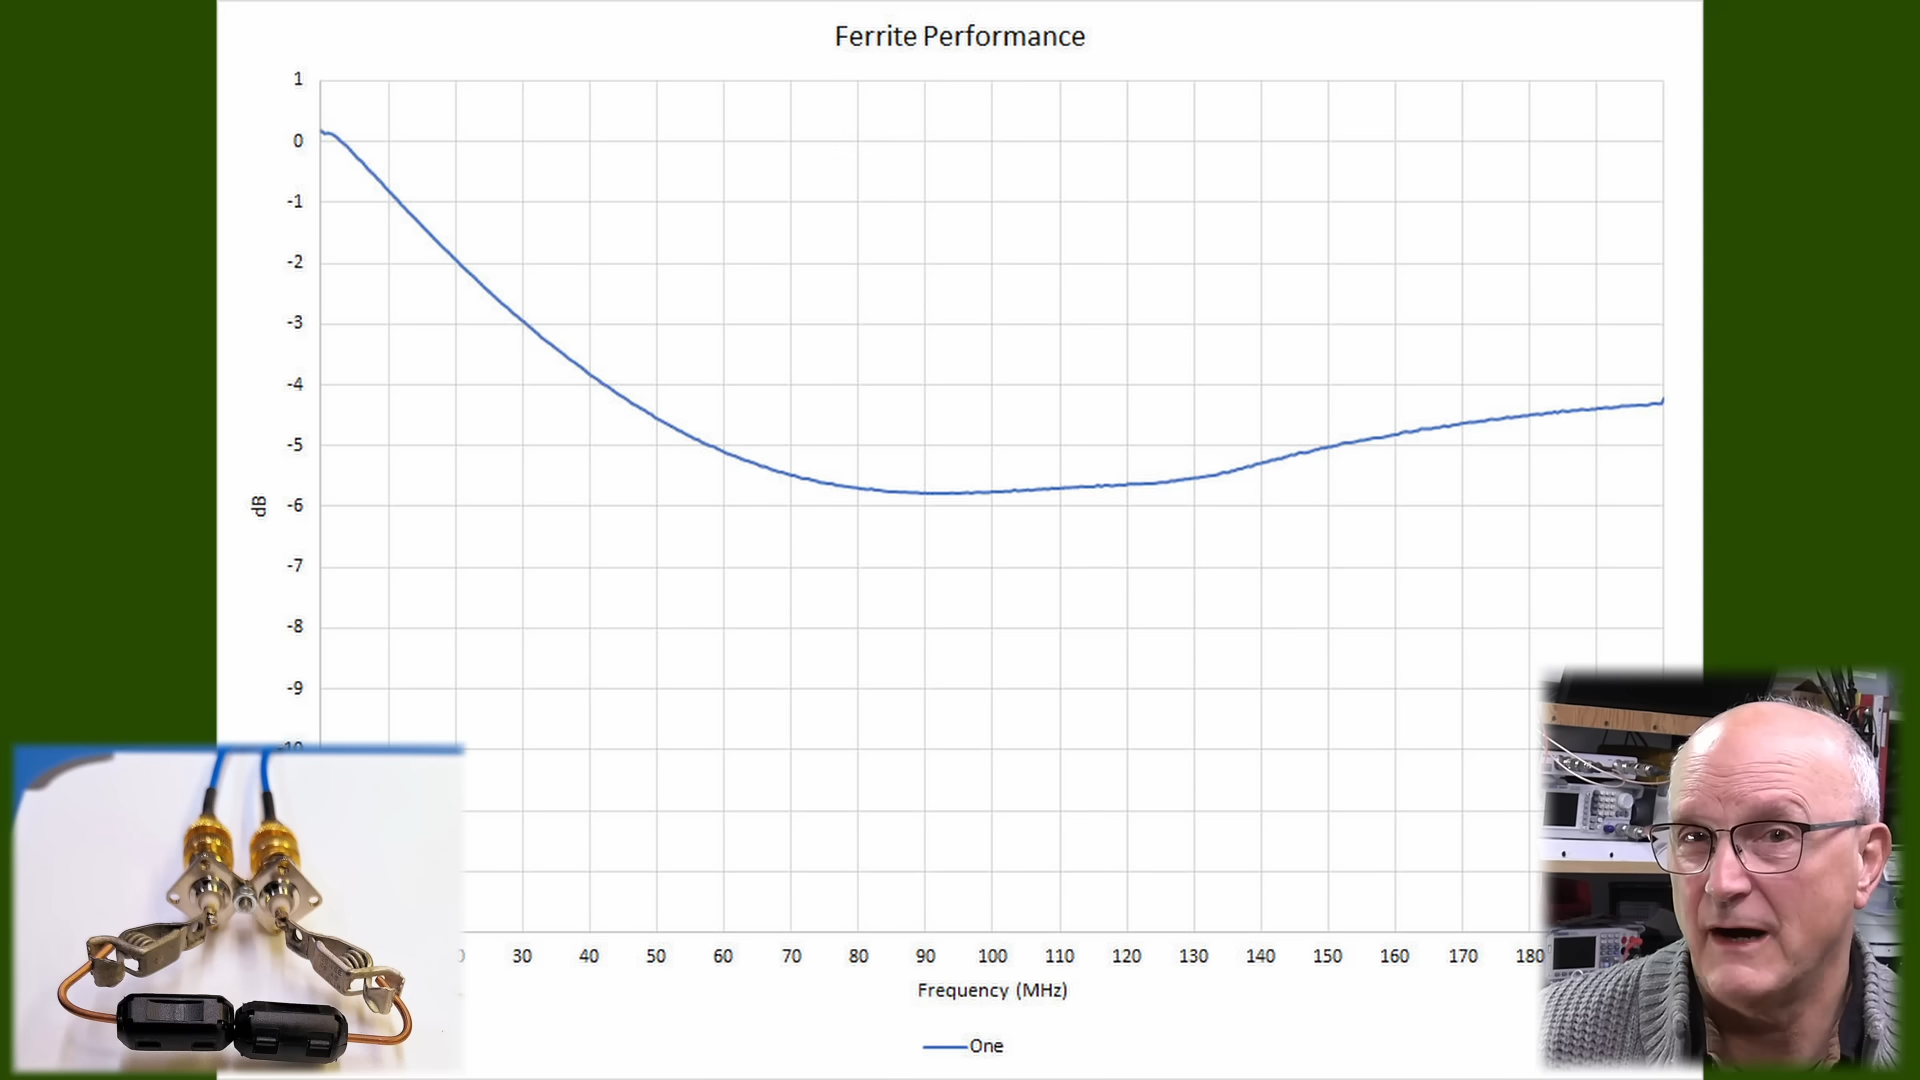 Ferrite Performance
1
0
-1
-2
-3
-4
-5
dB
-6
-7
-8
-9
-10
30 40 50 60 70 80 90 100 110 120 130 140 150 160 170 180
Frequency (MHz)
One